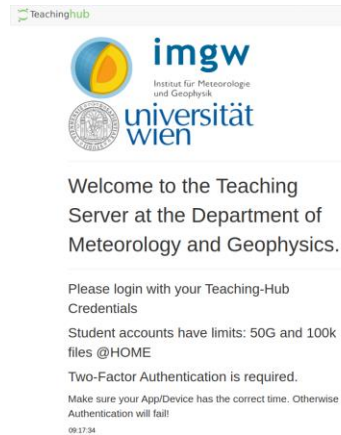 Teachinghub
imgw
Institut für Meteorologie
und Geophysik
universität
wien
Welcome to the Teaching
Server at the Department of
Meteorology and Geophysics.
Please login with your Teaching-Hub
Credentials
Student accounts have limits: 50G and 100k
files @HOME
Two-Factor Authentication is required.
Make sure your App/Device has the correct time. Otherwise
Authentication will fail!
09:17:34